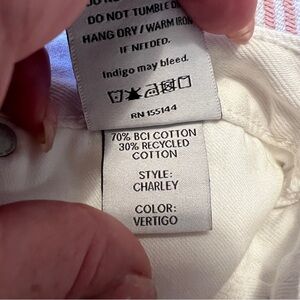 DO NOT TUMBLE D
HANG DRY / WARM IRON
IF NEEDED.
Indigo may bleed.
RN 155144
70% BCI COTTON
30% RECYCLED
COTTON
STYLE:
CHARLEY
COLOR:
VERTIGO